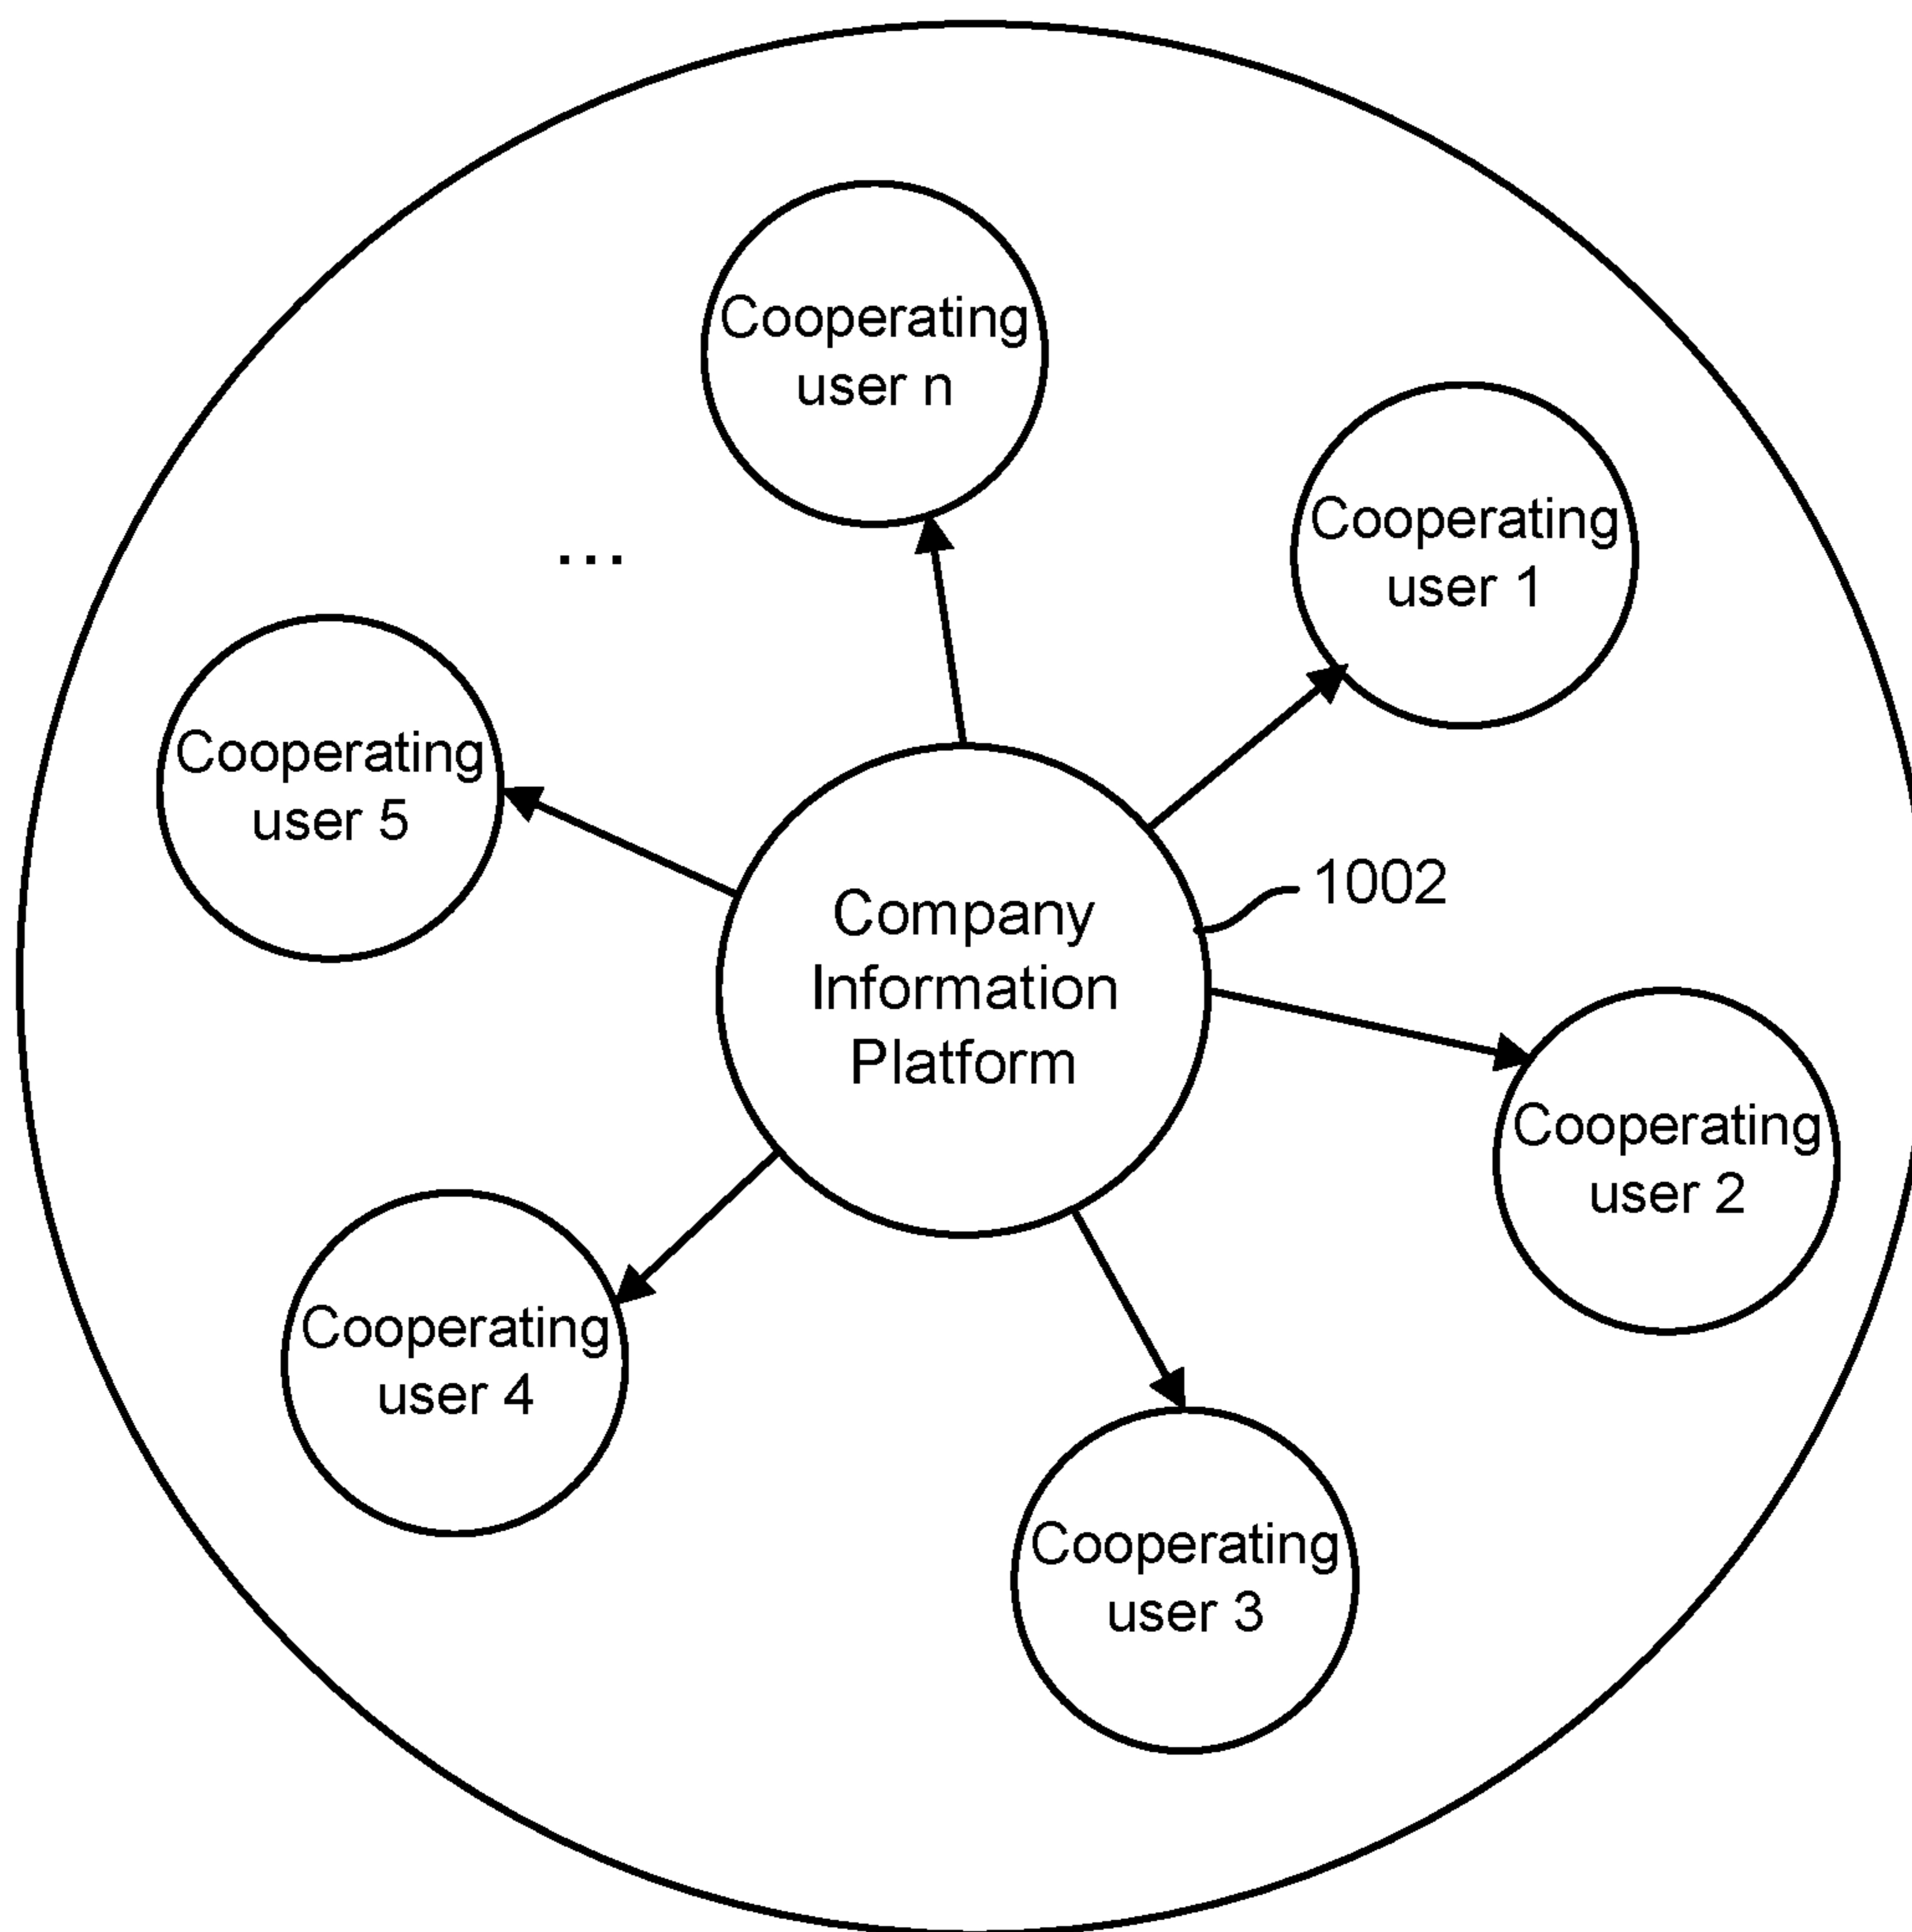 Cooperating
user n
Cooperating
user 1
...
Cooperating
user 5
1002
Company
Information
Platform
Cooperating
user 2
Cooperating
user 4
Cooperating
user 3